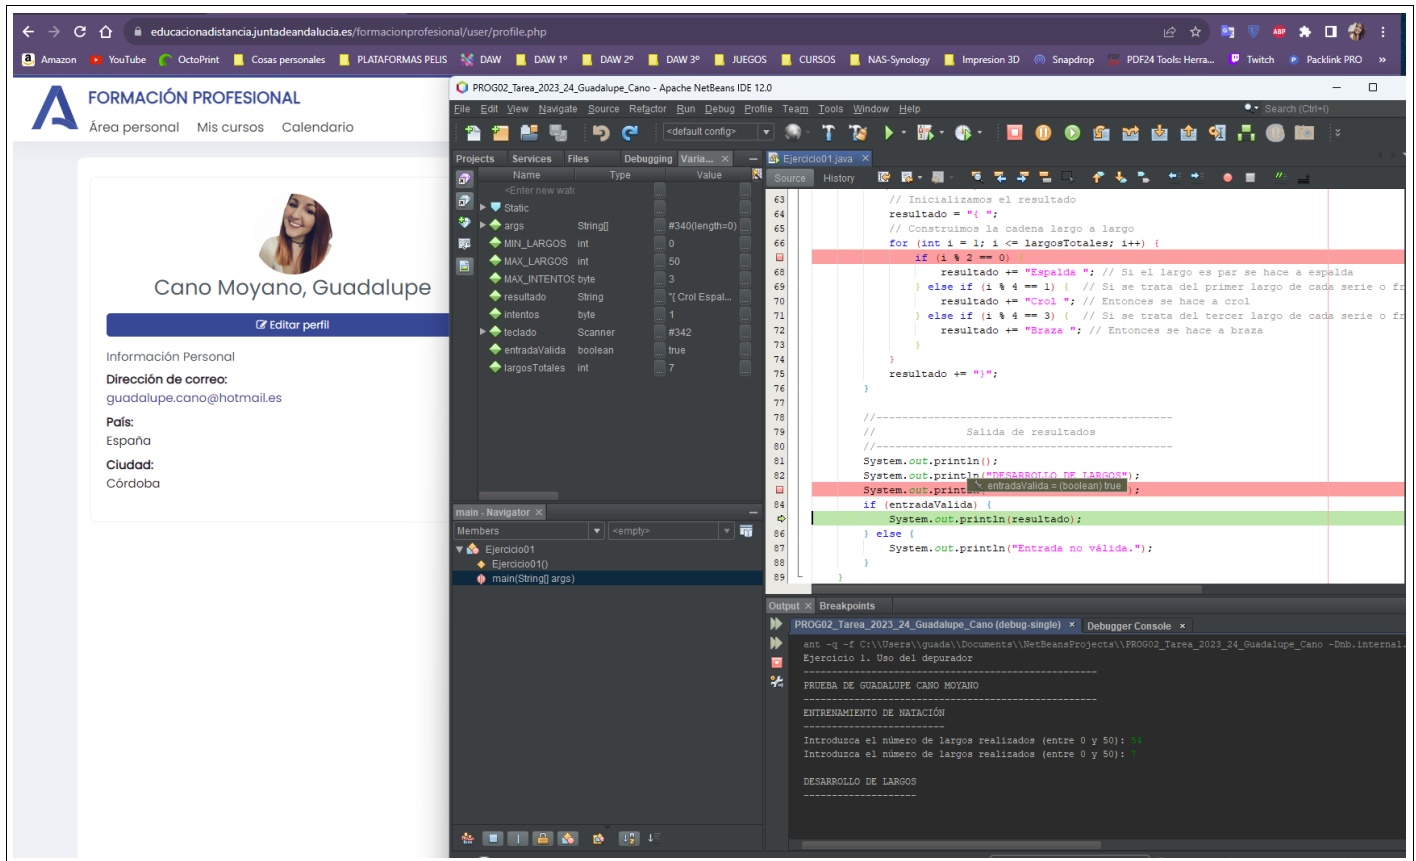 educacionadistancia.juntadeandalucia.es/formacionprofesional/user/profile.php
Amazon YouTube OctoPrint Cosas personales PLATAFORMAS PELIS DAW DAW 1º DAW 2º DAW 3º JUEGOS CURSOS NAS-Synology Impresion 3D Snapdrop PDF24 Tools: Herra... Twitch Packlink PRO »
FORMACIÓN PROFESIONAL
Área personal Mis cursos Calendario
Cano Moyano, Guadalupe
Editar perfil
Información Personal
Dirección de correo:
guadalupe.cano@hotmail.es
País:
España
Ciudad:
Córdoba
PROG02_Tarea_2023_24_Guadalupe_Cano - Apache NetBeans IDE 12.0
File Edit View Navigate Source Refactor Run Debug Profile Team Tools Window Help
Search (Ctrl+I)
<default config>
Projects Services Files Debugging Varia... ×
Name Type Value
<Enter new wat
Static
args String[] #340(length=0)
MIN_LARGOS int 0
MAX_LARGOS int 50
MAX_INTENTOS byte 3
resultado String "{ Crol Espal...
intentos byte 1
teclado Scanner #342
entradaValida boolean true
largosTotales int 7
main - Navigator ×
Members <empty>
Ejercicio01
Ejercicio01()
main(String[] args)
Ejercicio01.java ×
Source History
63 // Inicializamos el resultado
64 resultado = "{ ";
65 // Construimos la cadena largo a largo
66 for (int i = 1; i <= largosTotales; i++) {
if (i % 2 == 0) {
68 resultado += "Espalda "; // Si el largo es par se hace a espalda
69 } else if (i % 4 == 1) { // Si se trata del primer largo de cada serie o fr
70 resultado += "Crol "; // Entonces se hace a crol
71 } else if (i % 4 == 3) { // Si se trata del tercer largo de cada serie o fr
72 resultado += "Braza "; // Entonces se hace a braza
73 }
74 }
75 resultado += "}";
76 }
77
78 //----------------------------------------------
79 // Salida de resultados
80 //----------------------------------------------
81 System.out.println();
82 System.out.println("DESARROLLO DE LARGOS");
System.out.print );
entradaValida = (boolean) true
84 if (entradaValida) {
System.out.println(resultado);
86 } else {
87 System.out.println("Entrada no válida.");
88 }
89 }
Output × Breakpoints
PROG02_Tarea_2023_24_Guadalupe_Cano (debug-single) × Debugger Console ×
ant -q -f C:\\Users\\guada\\Documents\\NetBeansProjects\\PROG02_Tarea_2023_24_Guadalupe_Cano -Dnb.internal.
Ejercicio 1. Uso del depurador
----------------------------------------------------
PRUEBA DE GUADALUPE CANO MOYANO
----------------------------------------------------
ENTRENAMIENTO DE NATACIÓN
-------------------------
Introduzca el número de largos realizados (entre 0 y 50): 54
Introduzca el número de largos realizados (entre 0 y 50): 7
DESARROLLO DE LARGOS
--------------------